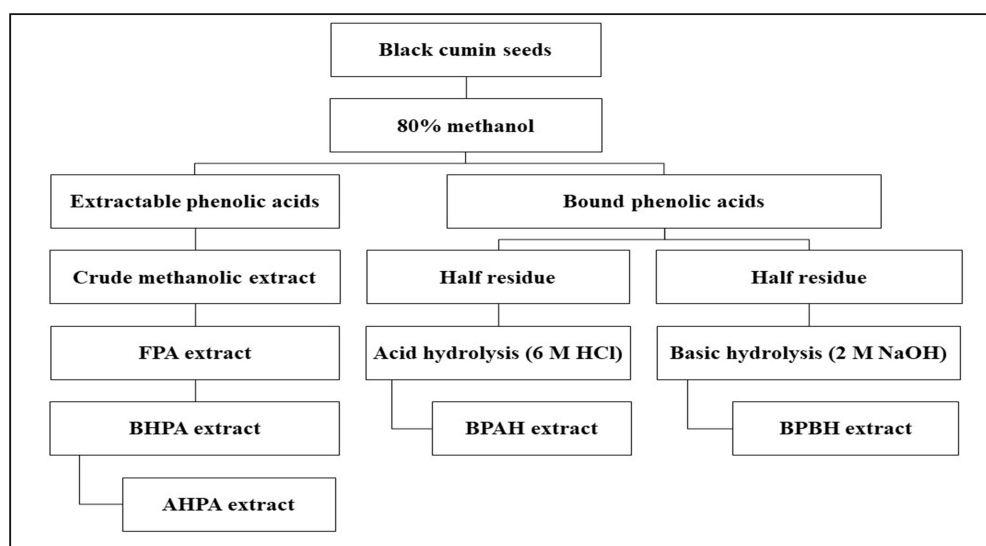 Black cumin seeds
80% methanol
Extractable phenolic acids
Bound phenolic acids
Crude methanolic extract
Half residue
Half residue
FPA extract
Acid hydrolysis (6 M HCl)
Basic hydrolysis (2 M NaOH)
BHPA extract
BPAH extract
BPBH extract
AHPA extract